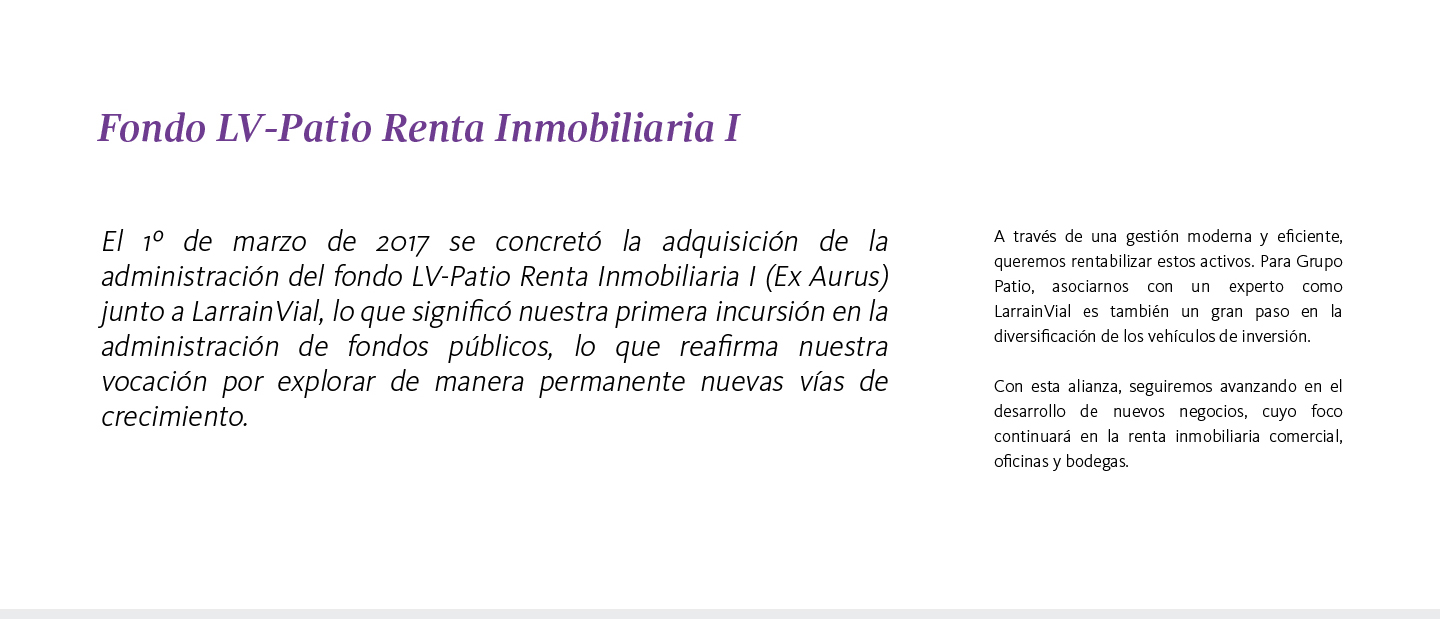 Fondo LV-Patio Renta Inmobiliaria I
El 1º de marzo de 2017 se concretó la adquisición de la
administración del fondo LV-Patio Renta Inmobiliaria I (Ex Aurus)
junto a LarrainVial, lo que significó nuestra primera incursión en la
administración de fondos públicos, lo que reafirma nuestra
vocación por explorar de manera permanente nuevas vías de
crecimiento.
A través de una gestión moderna y eficiente,
queremos rentabilizar estos activos. Para Grupo
Patio, asociarnos con un experto como
LarrainVial es también un gran paso en la
diversificación de los vehículos de inversión.
Con esta alianza, seguiremos avanzando en el
desarrollo de nuevos negocios, cuyo foco
continuará en la renta inmobiliaria comercial,
oficinas y bodegas.